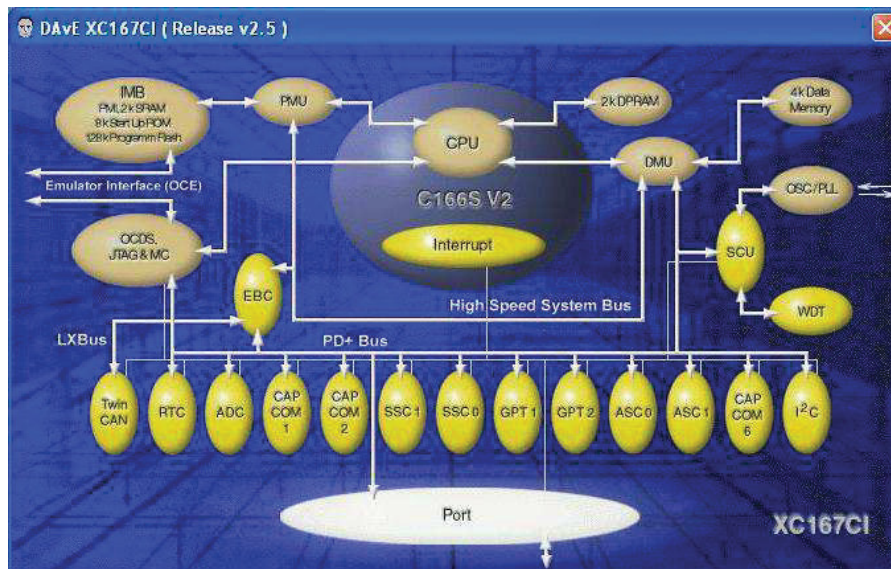 DAvE XC167CI ( Release v2.5 )
IMB
PMI, 2k SRAM
8k Start Up ROM
128k Programm Flash
PMU
CPU
C166S V2
Interrupt
2k DPRAM
4k Data
Memory
DMU
Emulator Interface (OCE)
OSC/PLL
OCDS,
JTAG & MC
SCU
EBC
High Speed System Bus
WDT
LXBus
PD+ Bus
Twin
CAN
RTC
ADC
CAP
COM
1
CAP
COM
2
SSC 1
SSC 0
GPT 1
GPT 2
ASC 0
ASC 1
CAP
COM
6
I²C
Port
XC167CI